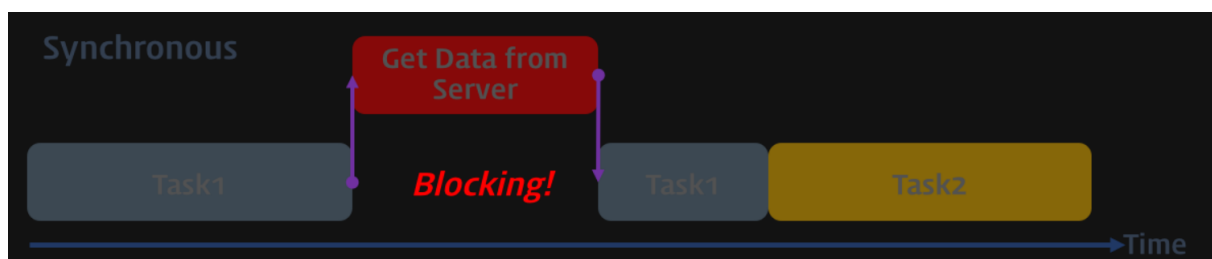 Synchronous
Get Data from
Server
Task1
Blocking!
Task1
Task2
Time